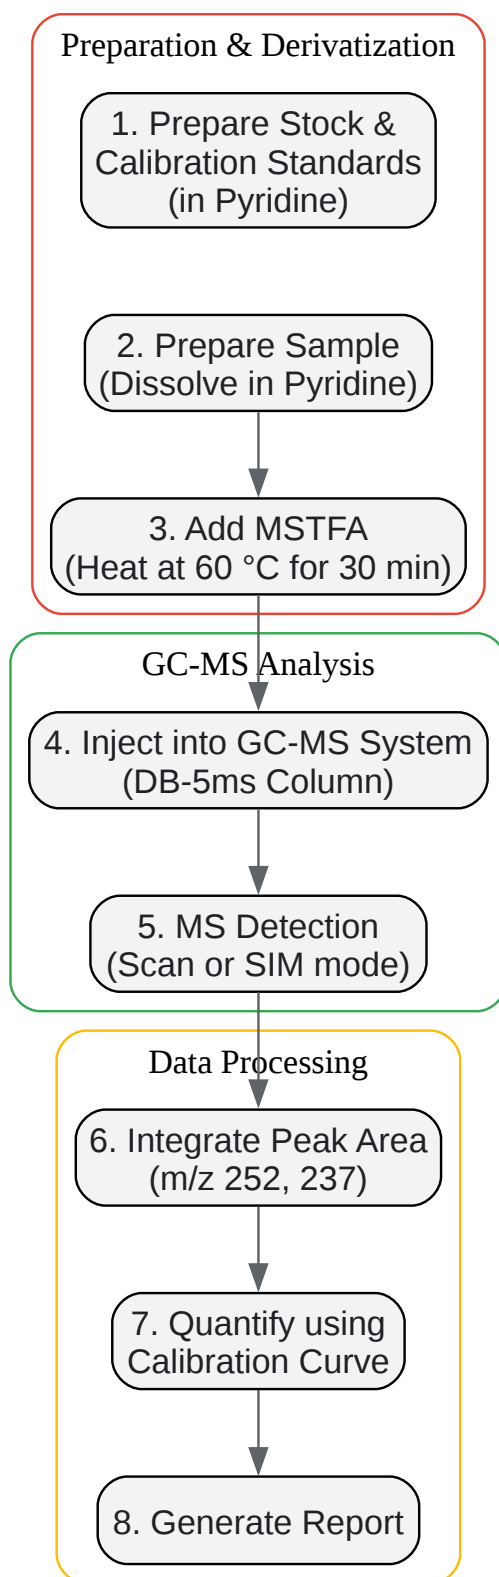 Preparation & Derivatization
1. Prepare Stock &
Calibration Standards
(in Pyridine)
2. Prepare Sample
(Dissolve in Pyridine)
3. Add MSTFA
(Heat at 60 °C for 30 min)
GC-MS Analysis
4. Inject into GC-MS System
(DB-5ms Column)
5. MS Detection
(Scan or SIM mode)
Data Processing
6. Integrate Peak Area
(m/z 252, 237)
7. Quantify using
Calibration Curve
8. Generate Report